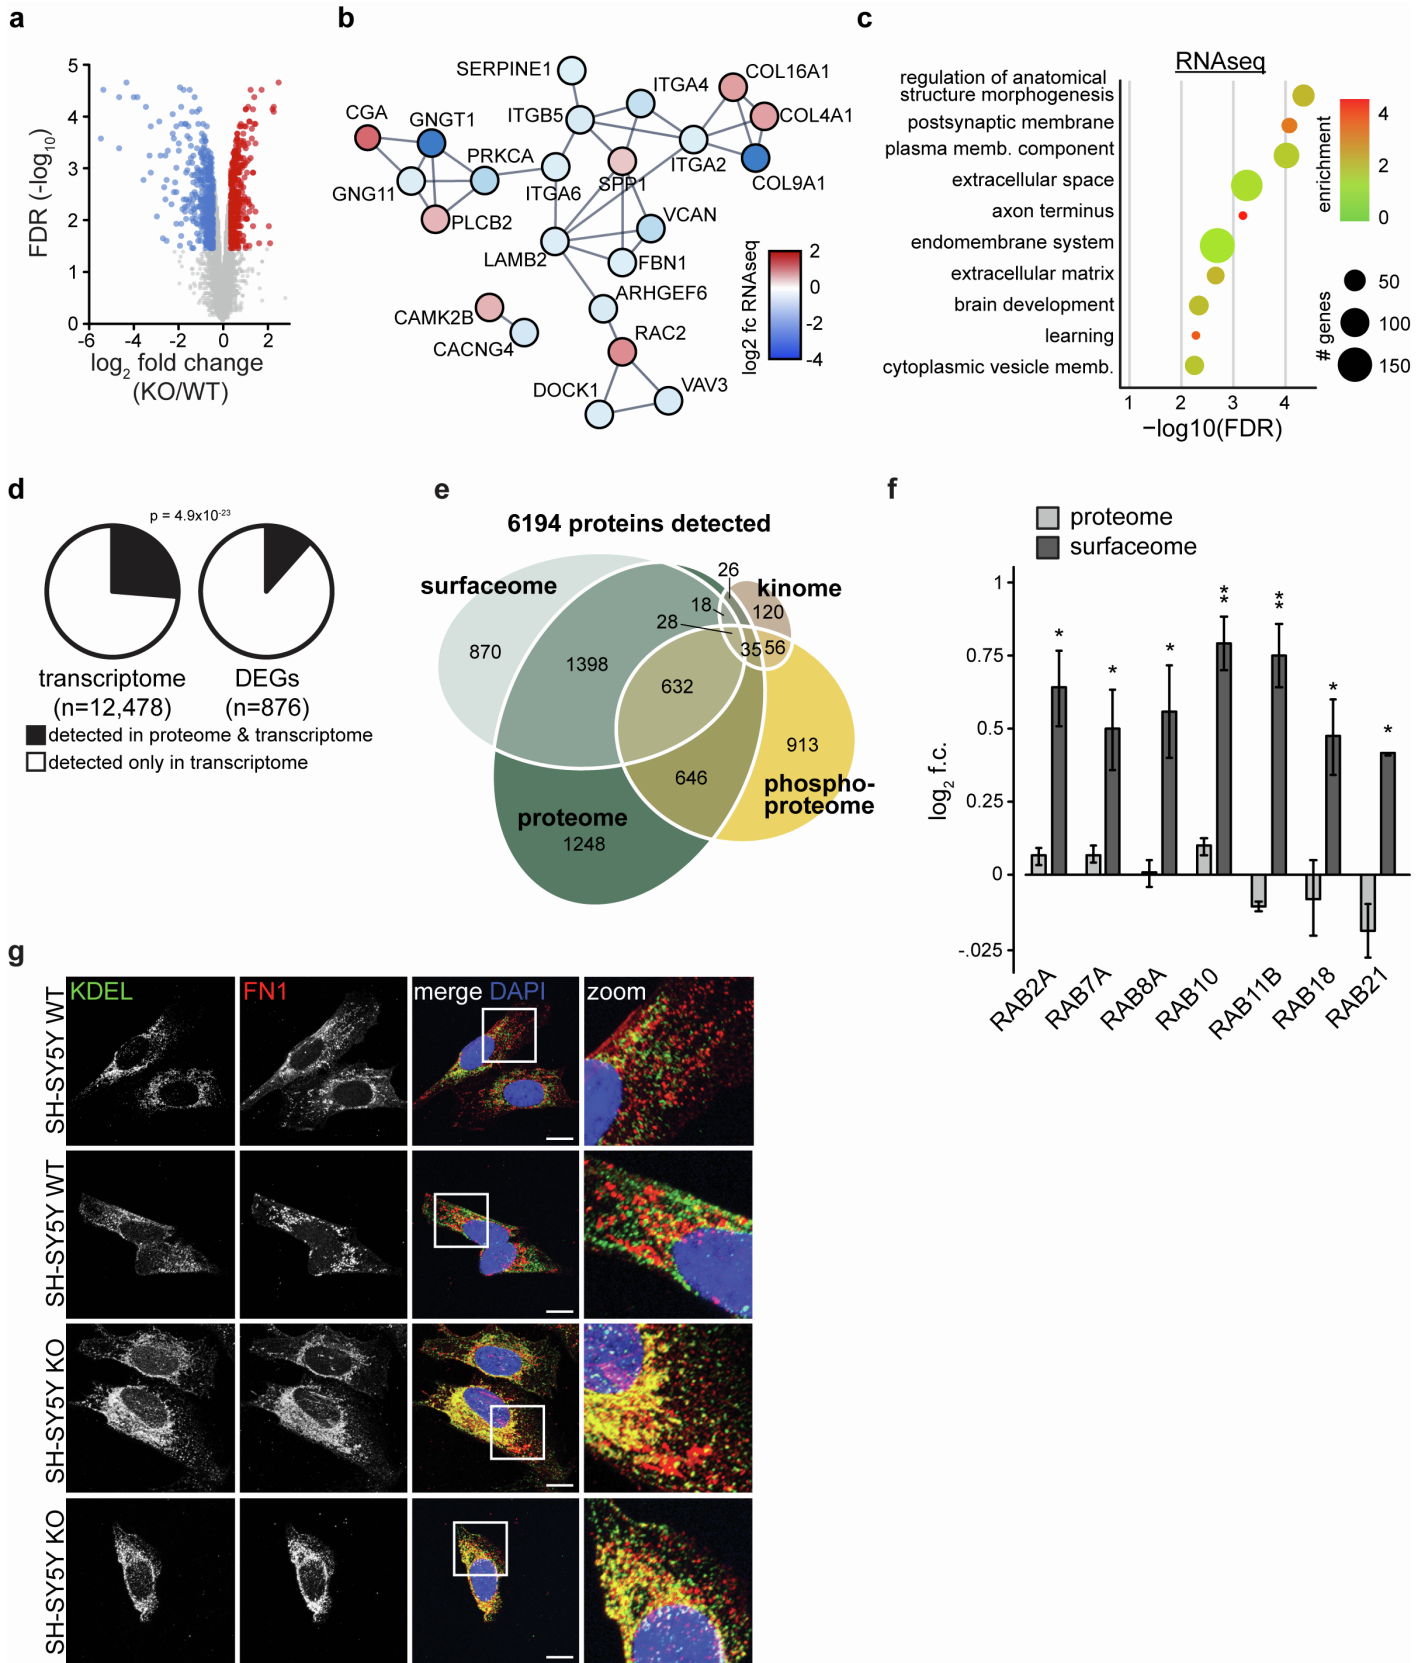 a
5
4
3
2
1
0
FDR (-log10)
-6
-4
-2
0
2
log2 fold change
(KO/WT)
b
SERPINE1
ITGA4
COL16A1
CGA
GNGT1
ITGB5
COL4A1
PRKCA
ITGA2
GNG11
ITGA6
SPP1
COL9A1
PLCB2
VCAN
LAMB2
FBN1
ARHGEF6
CAMK2B
RAC2
CACNG4
DOCK1
VAV3
log2 fc RNAseq
2
0
-2
-4
c
RNAseq
regulation of anatomical
structure morphogenesis
postsynaptic membrane
plasma memb. component
extracellular space
axon terminus
endomembrane system
extracellular matrix
brain development
learning
cytoplasmic vesicle memb.
1
2
3
4
−log10(FDR)
enrichment
4
2
0
# genes
50
100
150
d
p = 4.9x10-23
transcriptome
(n=12,478)
DEGs
(n=876)
detected in proteome & transcriptome
detected only in transcriptome
e
6194 proteins detected
surfaceome
kinome
26
18
120
28
35
56
870
1398
632
913
646
phospho-
proteome
proteome
1248
f
proteome
surfaceome
log2 f.c.
1
0.75
0.5
0.25
0
-.025
*
*
*
**
**
*
*
RAB2A
RAB7A
RAB8A
RAB10
RAB11B
RAB18
RAB21
g
KDEL
FN1
merge DAPI
zoom
SH-SY5Y WT
SH-SY5Y WT
SH-SY5Y KO
SH-SY5Y KO